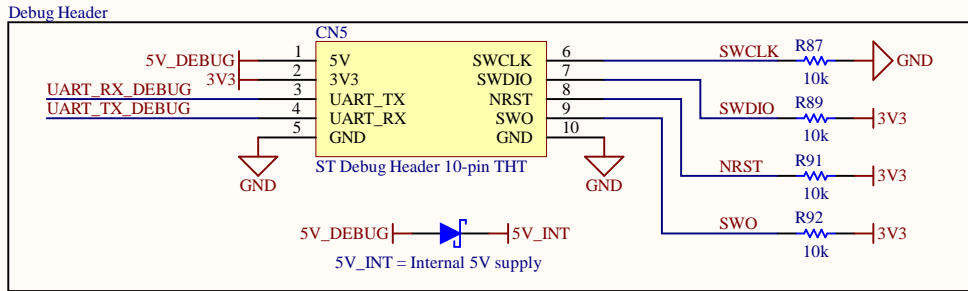 Debug Header
CN5
5V_DEBUG 1 5V SWCLK 6 SWCLK R87 10k GND
3V3 2 3V3 SWDIO 7
UART_RX_DEBUG 3 UART_TX NRST 8 SWDIO R89 10k 3V3
UART_TX_DEBUG 4 UART_RX SWO 9
5 GND GND 10
GND ST Debug Header 10-pin THT GND NRST R91 10k 3V3
5V_DEBUG 5V_INT SWO R92 10k 3V3
5V_INT = Internal 5V supply